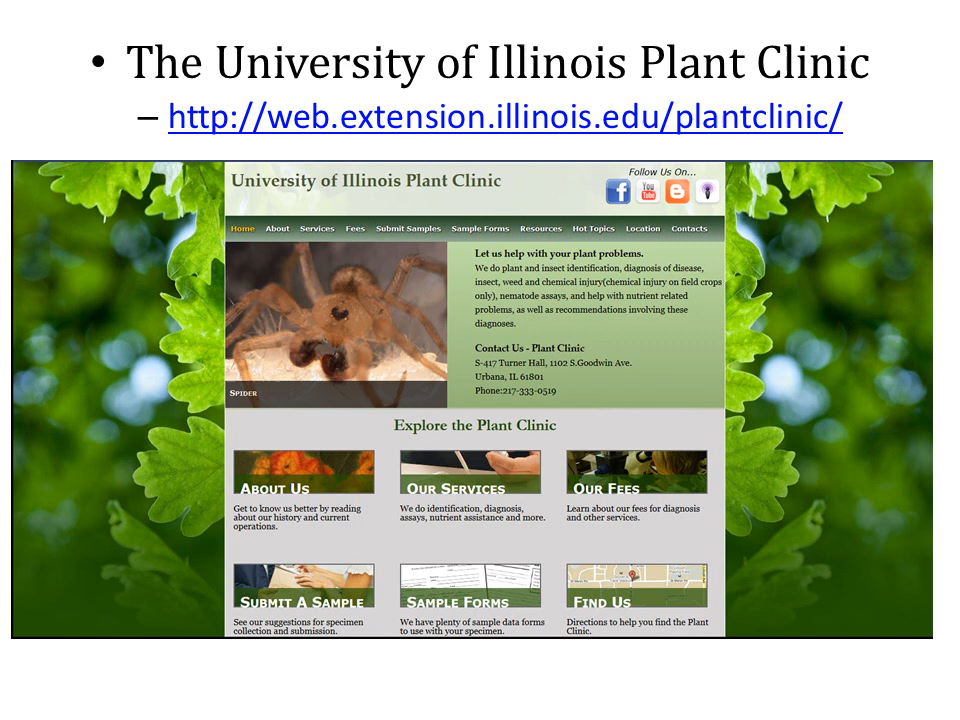 • The University of Illinois Plant Clinic
– http://web.extension.illinois.edu/plantclinic/
University of Illinois Plant Clinic
Follow Us On...
f
You Tube
B
Home About Services Fees Submit Samples Sample Forms Resources Hot Topics Location Contacts
Let us help with your plant problems.
We do plant and insect identification, diagnosis of disease,
insect, weed and chemical injury(chemical injury on field crops
only), nematode assays, and help with nutrient related
problems, as well as recommendations involving these
diagnoses.
Contact Us - Plant Clinic
S-417 Turner Hall, 1102 S.Goodwin Ave.
Urbana, IL 61801
Phone:217-333-0519
SPIDER
Explore the Plant Clinic
ABOUT US
Get to know us better by reading
about our history and current
operations.
OUR SERVICES
We do identification, diagnosis,
assays, nutrient assistance and more.
OUR FEES
Learn about our fees for diagnosis
and other services.
SUBMIT A SAMPLE
See our suggestions for specimen
collection and submission.
SAMPLE FORMS
We have plenty of sample data forms
to use with your specimen.
FIND US
Directions to help you find the Plant
Clinic.